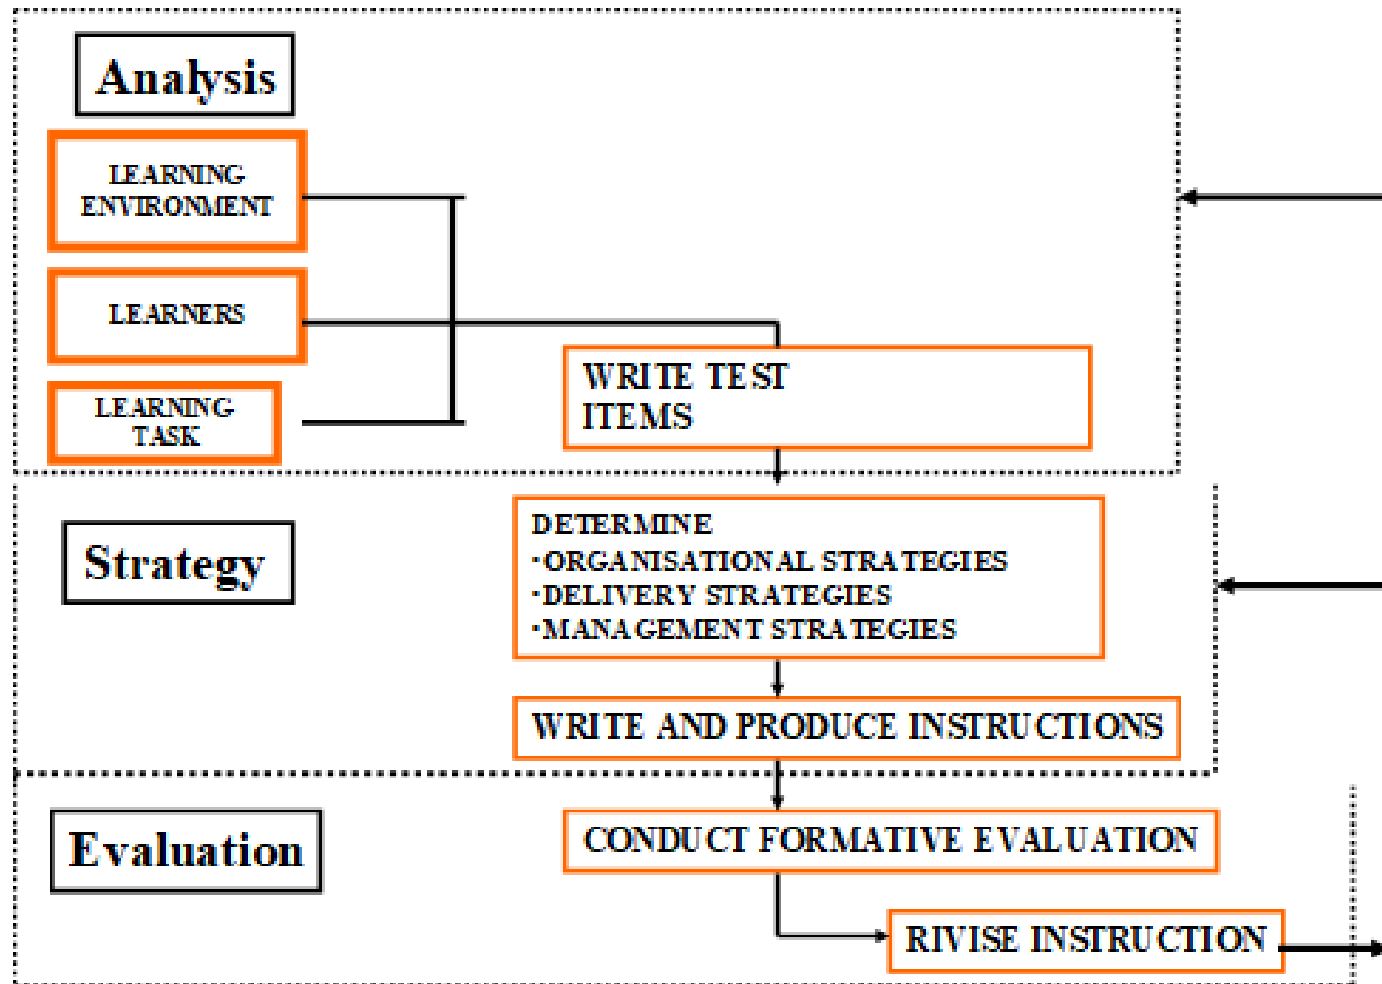 Analysis
LEARNING
ENVIRONMENT
LEARNERS
LEARNING
TASK
WRITE TEST
ITEMS
Strategy
DETERMINE
·ORGANISATIONAL STRATEGIES
·DELIVERY STRATEGIES
·MANAGEMENT STRATEGIES
WRITE AND PRODUCE INSTRUCTIONS
Evaluation
CONDUCT FORMATIVE EVALUATION
RIVISE INSTRUCTION